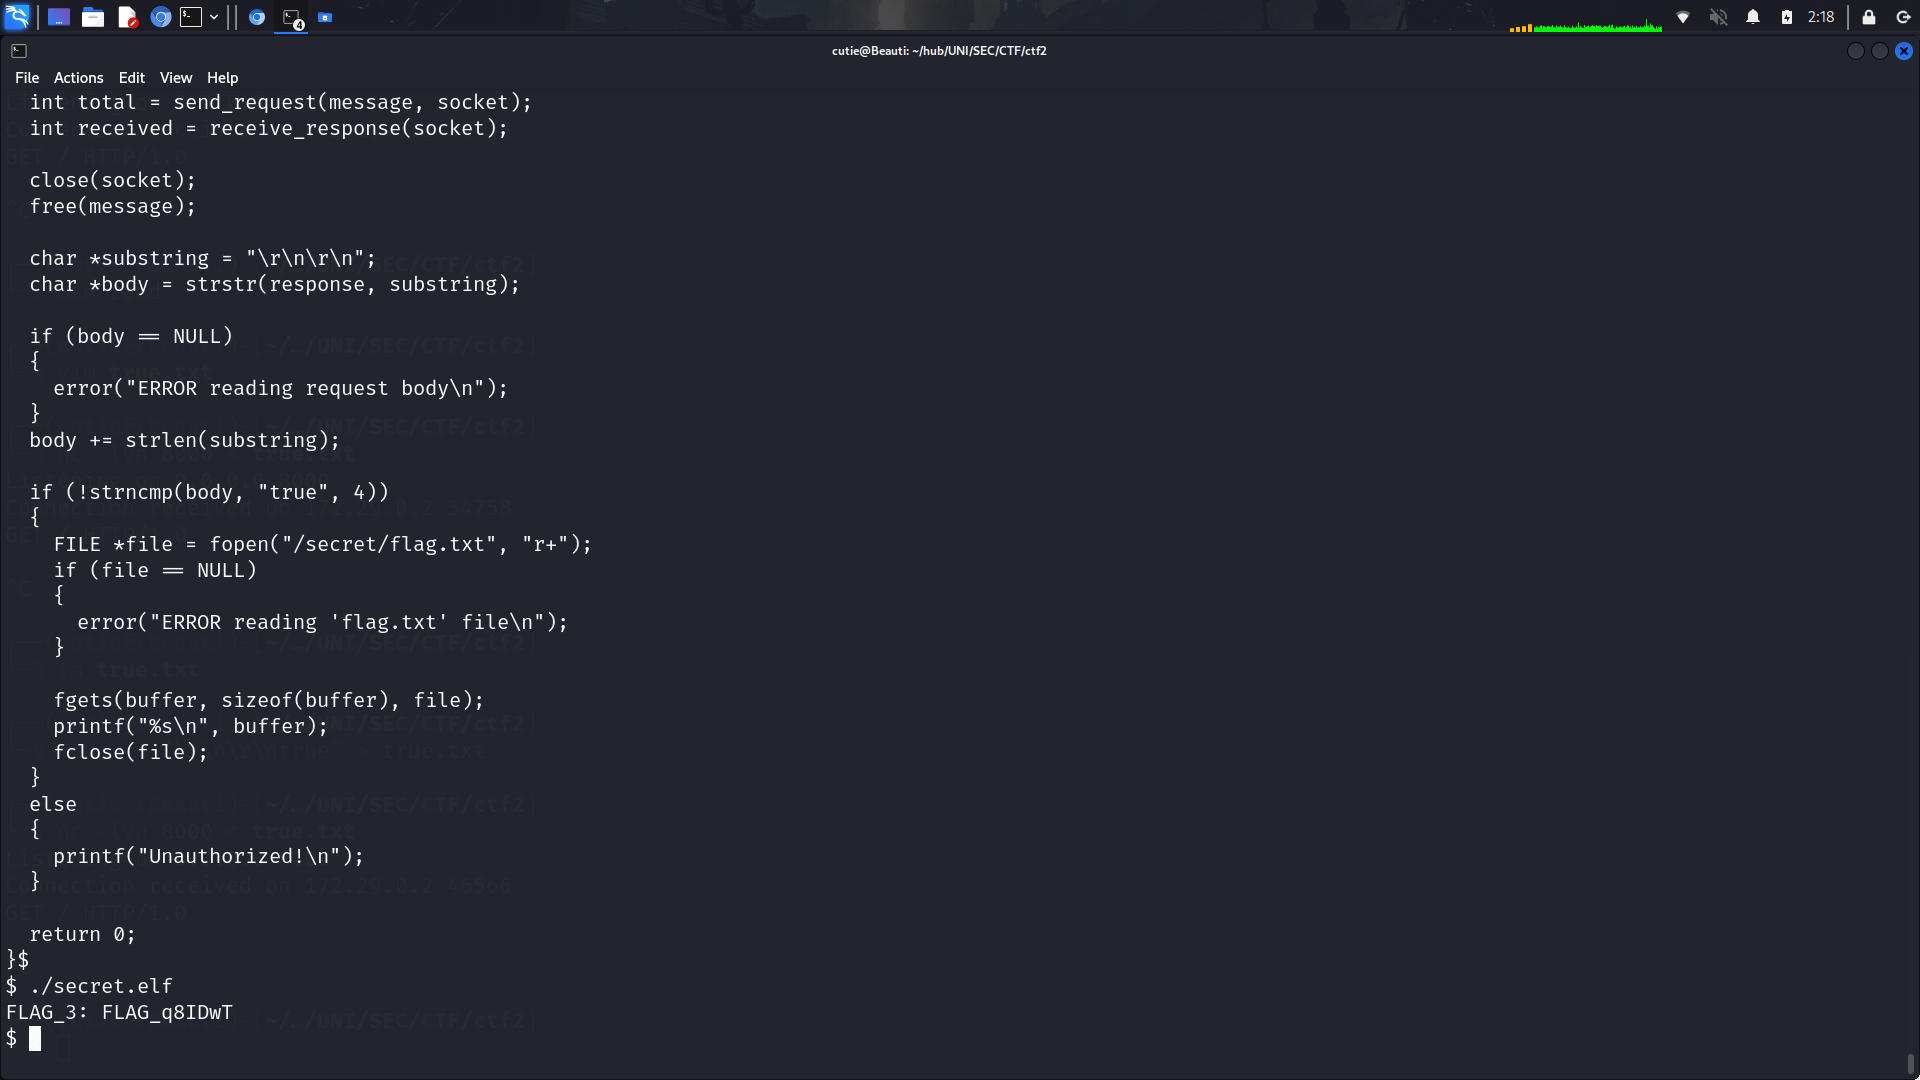 2:18
cutie@Beauti: ~/hub/UNI/SEC/CTF/ctf2
File Actions Edit View Help
int total = send_request(message, socket);
int received = receive_response(socket);
GET / HTTP/1.0
close(socket);
free(message);
char *substring = "\r\n\r\n";
char *body = strstr(response, substring);
if (body == NULL)
{
error("ERROR reading request body\n");
}
body += strlen(substring);
if (!strncmp(body, "true", 4))
{
FILE *file = fopen("/secret/flag.txt", "r+");
if (file == NULL)
{
error("ERROR reading 'flag.txt' file\n");
}
fgets(buffer, sizeof(buffer), file);
printf("%s\n", buffer);
fclose(file);
}
else
{
printf("Unauthorized!\n");
}
return 0;
}$
$ ./secret.elf
FLAG_3: FLAG_q8IDwT
$